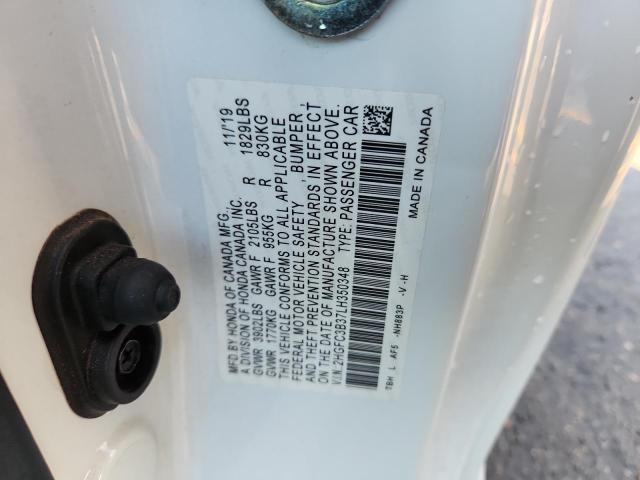 MFD.BY HONDA OF CANADA MFG., 11/19
A DIVISION OF HONDA CANADA INC.
GVWR 3902LBS GAWR F 2105LBS R 1829LBS
GVWR 1770KG GAWR F 955KG R 830KG
THIS VEHICLE CONFORMS TO ALL APPLICABLE
FEDERAL MOTOR VEHICLE SAFETY , BUMPER ,
AND THEFT PREVENTION STANDARDS IN EFFECT
ON THE DATE OF MANUFACTURE SHOWN ABOVE.
V.I.N: 2HGFC3B37LH350348 TYPE: PASSENGER CAR
TBH L AF5 -NH883P -V -H MADE IN CANADA